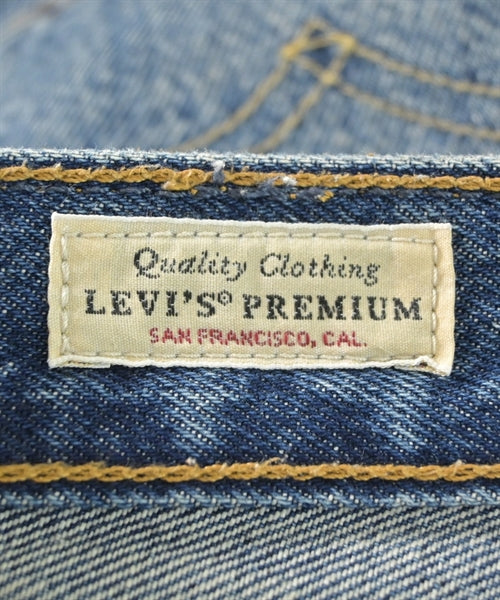 Quality Clothing
LEVI'S® PREMIUM
SAN FRANCISCO, CAL.